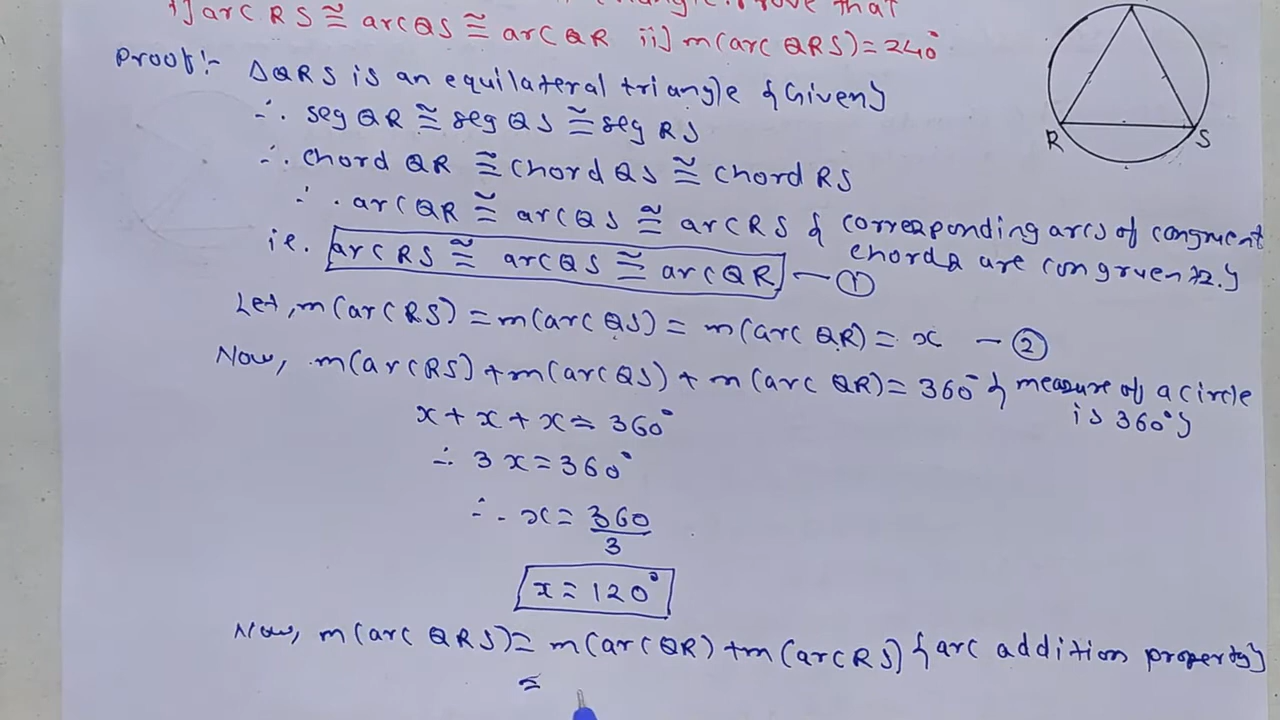 i] arc RS ≅ arc QS ≅ arc QR ii] m(arc QRS)=240°
Proof:- △QRS is an equilateral triangle {Given}
∴ seg QR ≅ seg QS ≅ seg RS
∴ chord QR ≅ chord QS ≅ chord RS
∴ arc QR ≅ arc QS ≅ arc RS { corresponding arcs of congruent
chords are congruent.}
i.e. arc RS ≅ arc QS ≅ arc QR — ①
Let, m(arc RS) = m(arc QS) = m(arc QR) = x — ②
Now, m(arc RS) + m(arc QS) + m(arc QR) = 360° { measure of a circle
is 360°}
x + x + x = 360°
∴ 3x = 360°
∴ x = 360/3
x = 120°
Now, m(arc QRS) = m(arc QR) + m(arc RS) {arc addition property}
=
R S